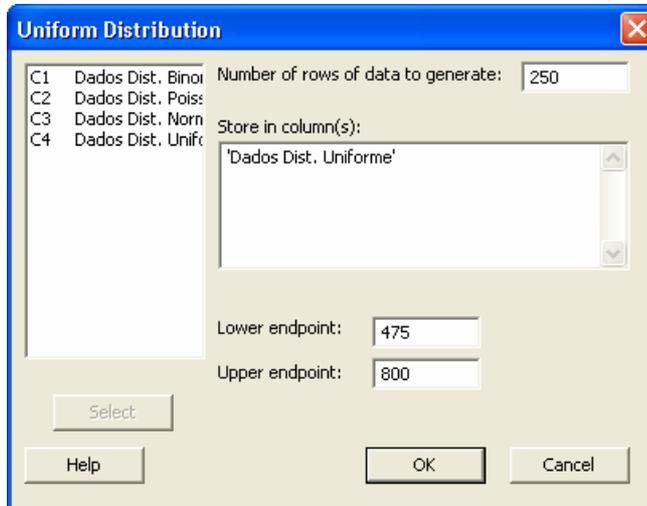 Uniform Distribution
C1 Dados Dist. Binor
C2 Dados Dist. Poiss
C3 Dados Dist. Norn
C4 Dados Dist. Unifo
Number of rows of data to generate: 250
Store in column(s):
'Dados Dist. Uniforme'
Lower endpoint: 475
Upper endpoint: 800
Select
Help
OK
Cancel